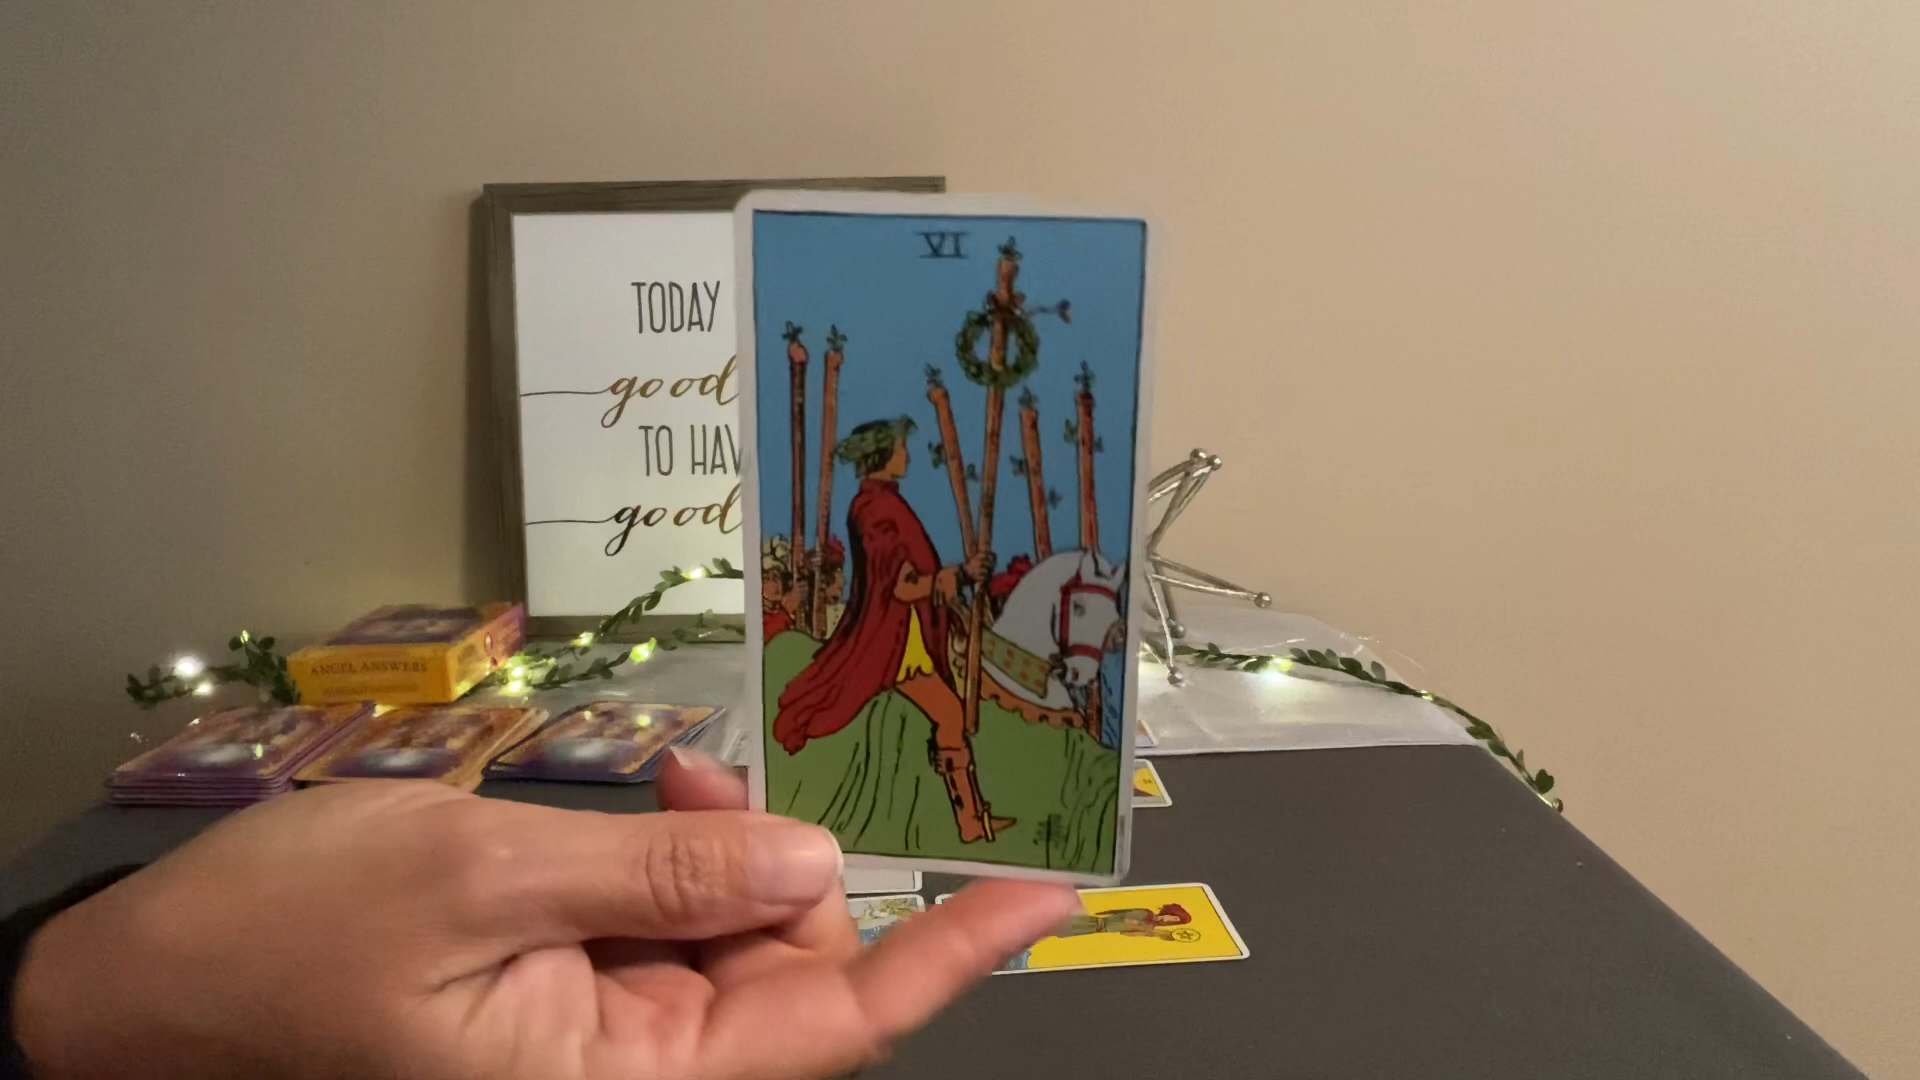 TODAY
good
TO HAV
good
VI
ANGEL ANSWERS